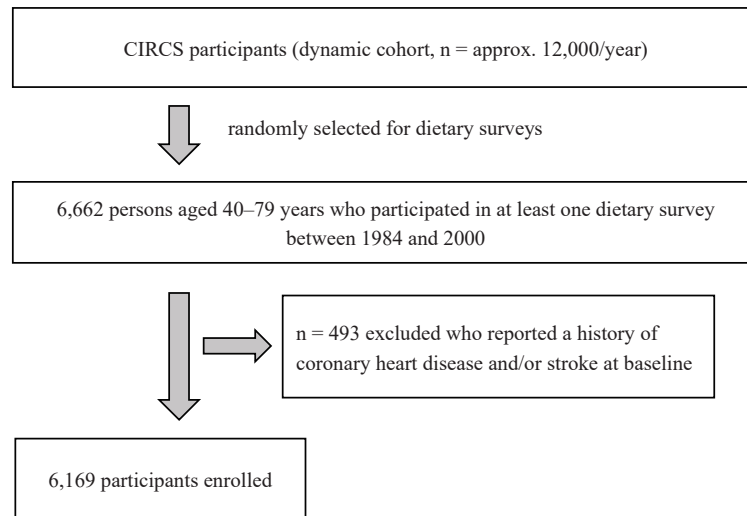 CIRCS participants (dynamic cohort, n = approx. 12,000/year)
randomly selected for dietary surveys
6,662 persons aged 40–79 years who participated in at least one dietary survey
between 1984 and 2000
n = 493 excluded who reported a history of
coronary heart disease and/or stroke at baseline
6,169 participants enrolled